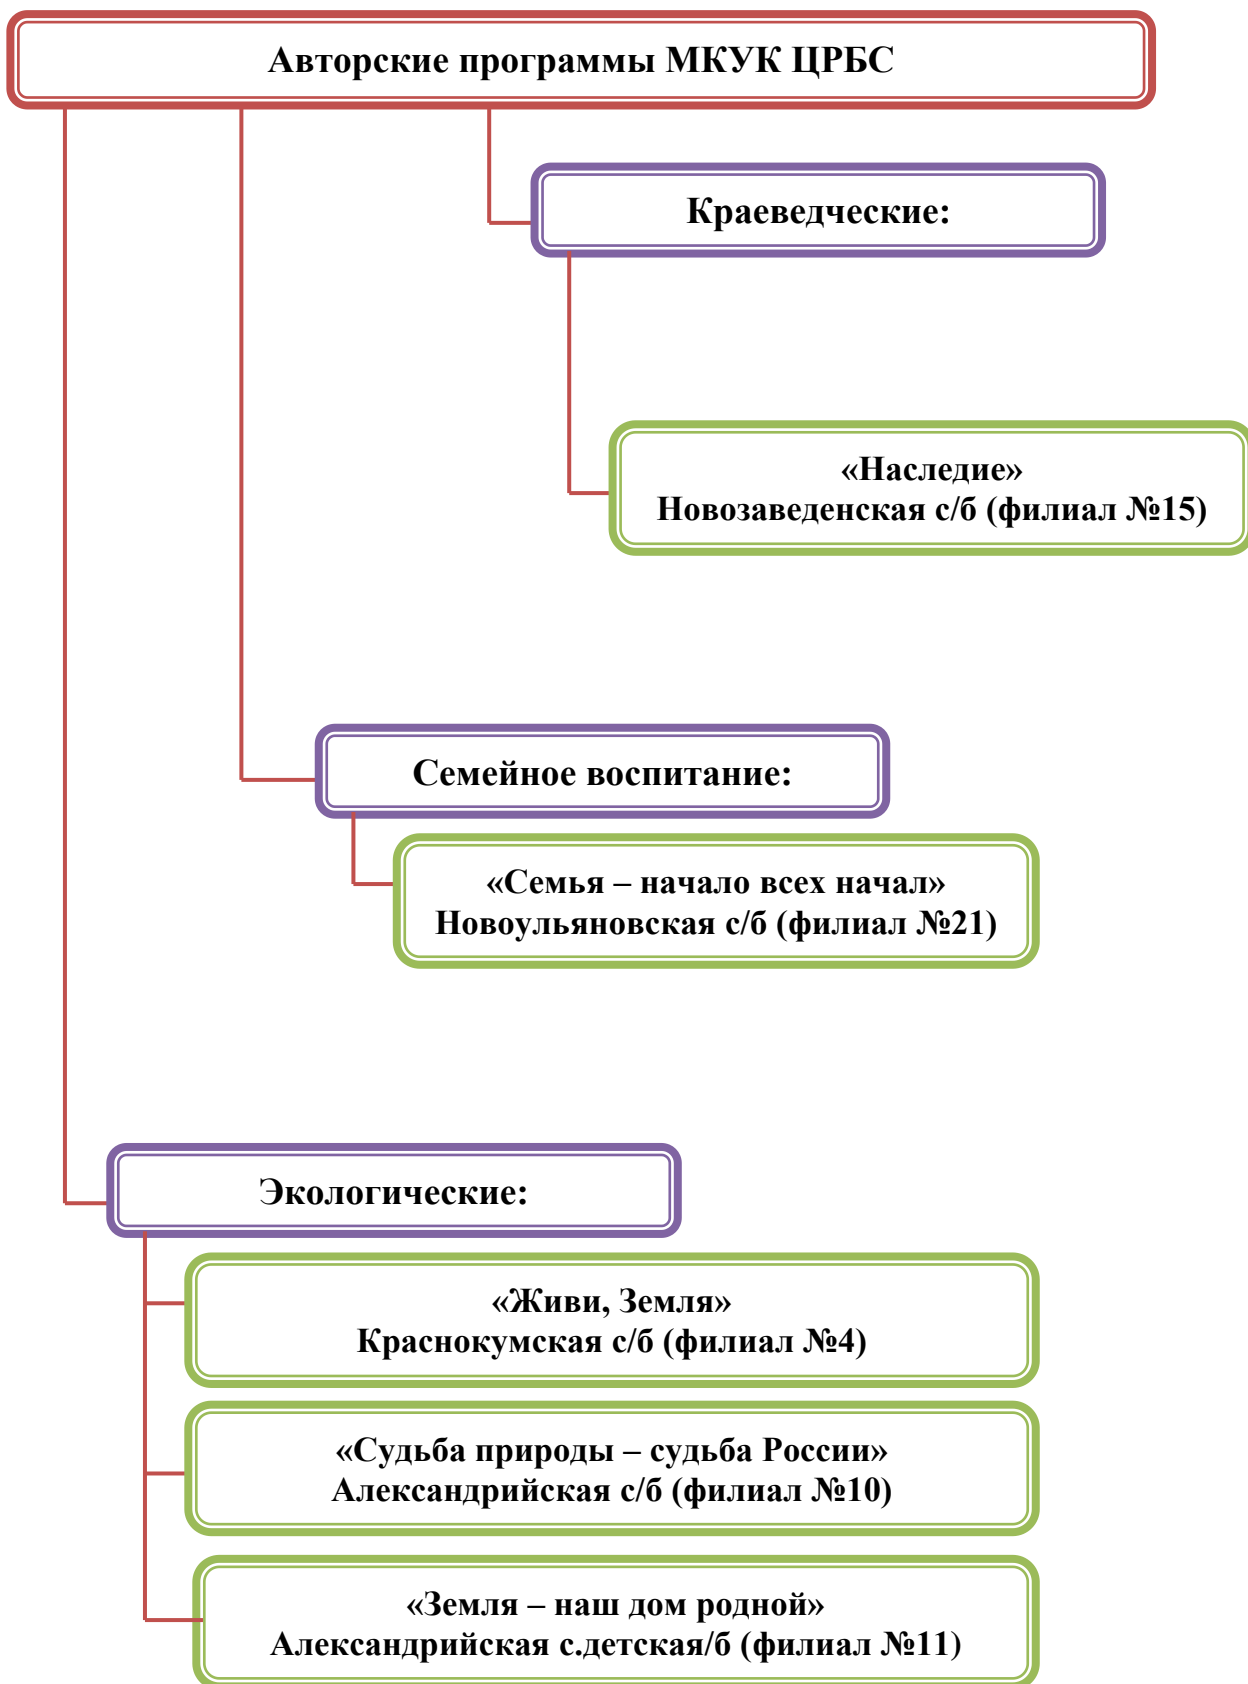 Авторские программы МКУК ЦРБС
Краеведческие:
«Наследие»
Новозаведенская с/б (филиал №15)
Семейное воспитание:
«Семья – начало всех начал»
Новоульяновская с/б (филиал №21)
Экологические:
«Живи, Земля»
Краснокумская с/б (филиал №4)
«Судьба природы – судьба России»
Александрийская с/б (филиал №10)
«Земля – наш дом родной»
Александрийская с.детская/б (филиал №11)